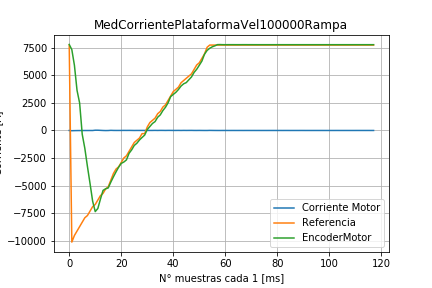 MedCorrientePlataformaVel100000Rampa
7500
5000
2500
0
−2500
−5000
−7500
−10000
0 20 40 60 80 100 120
N° muestras cada 1 [ms]
Corriente Motor
Referencia
EncoderMotor